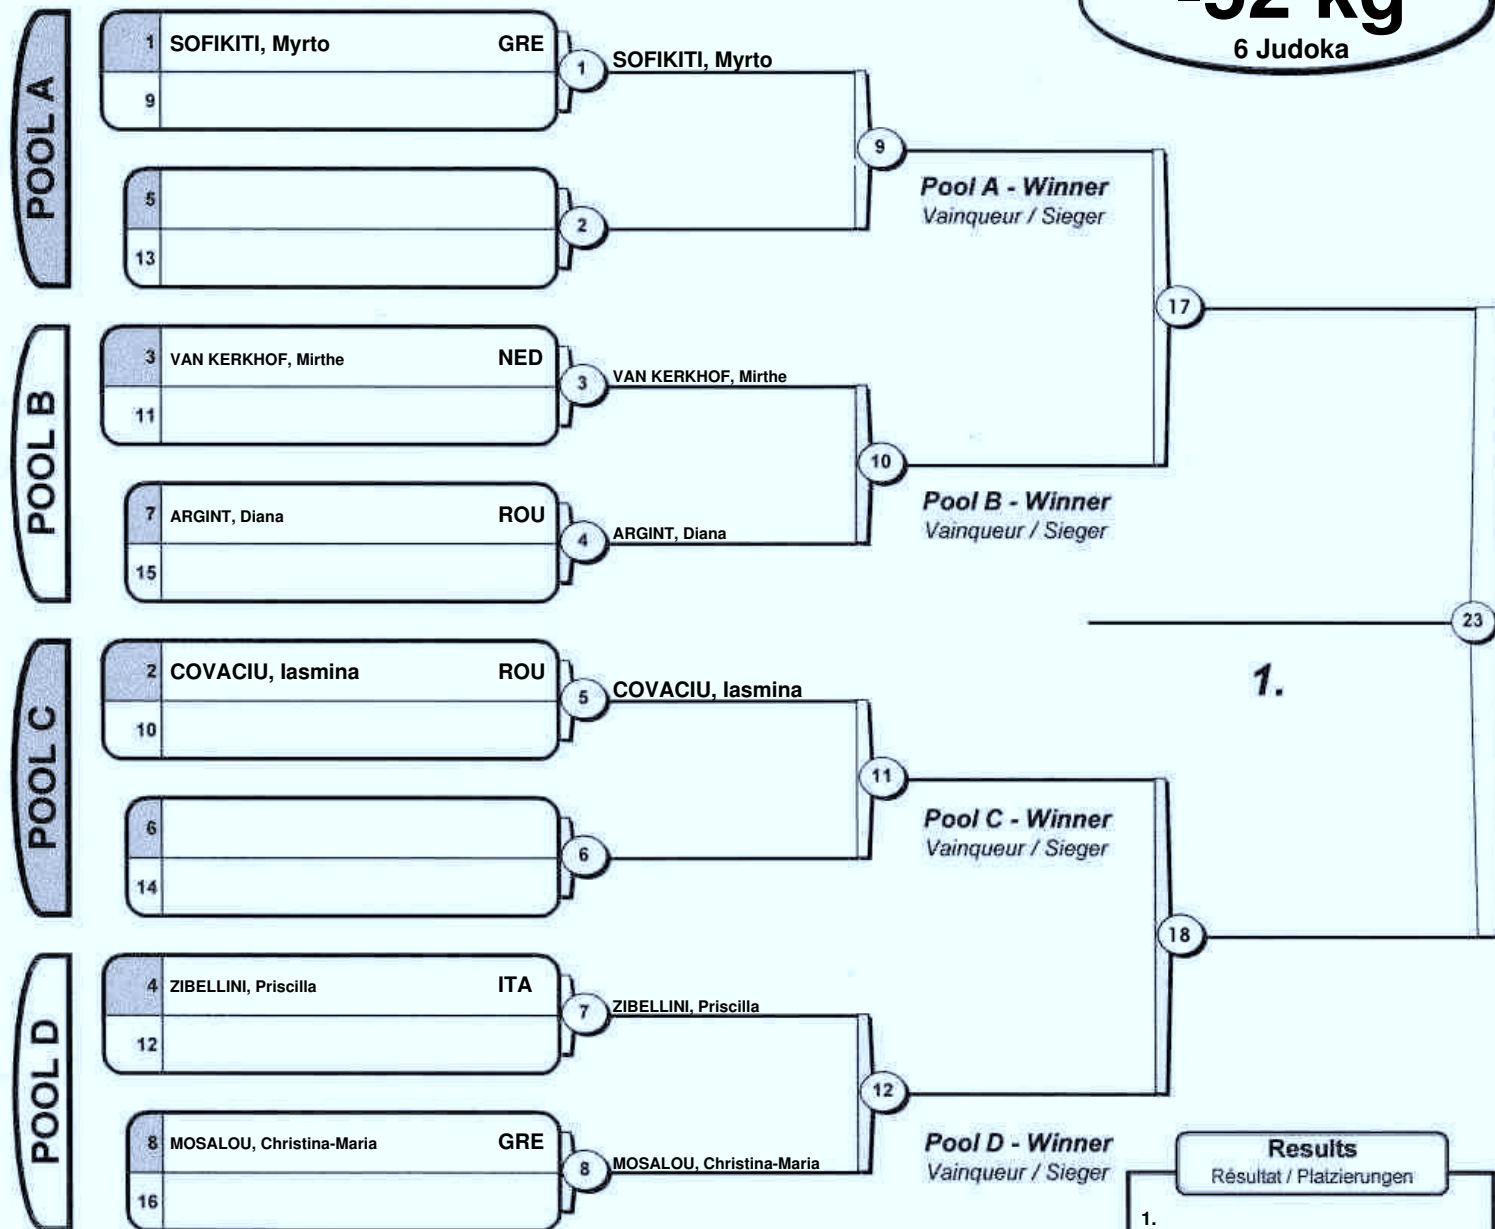 -52 kg
6 Judoka
POOL A
1 SOFIKITI, Myrto GRE
9
1 SOFIKITI, Myrto
5
13
2
9
Pool A - Winner
Vainqueur / Sieger
POOL B
3 VAN KERKHOF, Mirthe NED
11
3 VAN KERKHOF, Mirthe
7 ARGINT, Diana ROU
15
4 ARGINT, Diana
10
Pool B - Winner
Vainqueur / Sieger
17
POOL C
2 COVACIU, Iasmina ROU
10
5 COVACIU, Iasmina
6
14
6
11
Pool C - Winner
Vainqueur / Sieger
POOL D
4 ZIBELLINI, Priscilla ITA
12
7 ZIBELLINI, Priscilla
8 MOSALOU, Christina-Maria GRE
16
8 MOSALOU, Christina-Maria
12
Pool D - Winner
Vainqueur / Sieger
18
23
1.
Results
Résultat / Platzierungen
1.